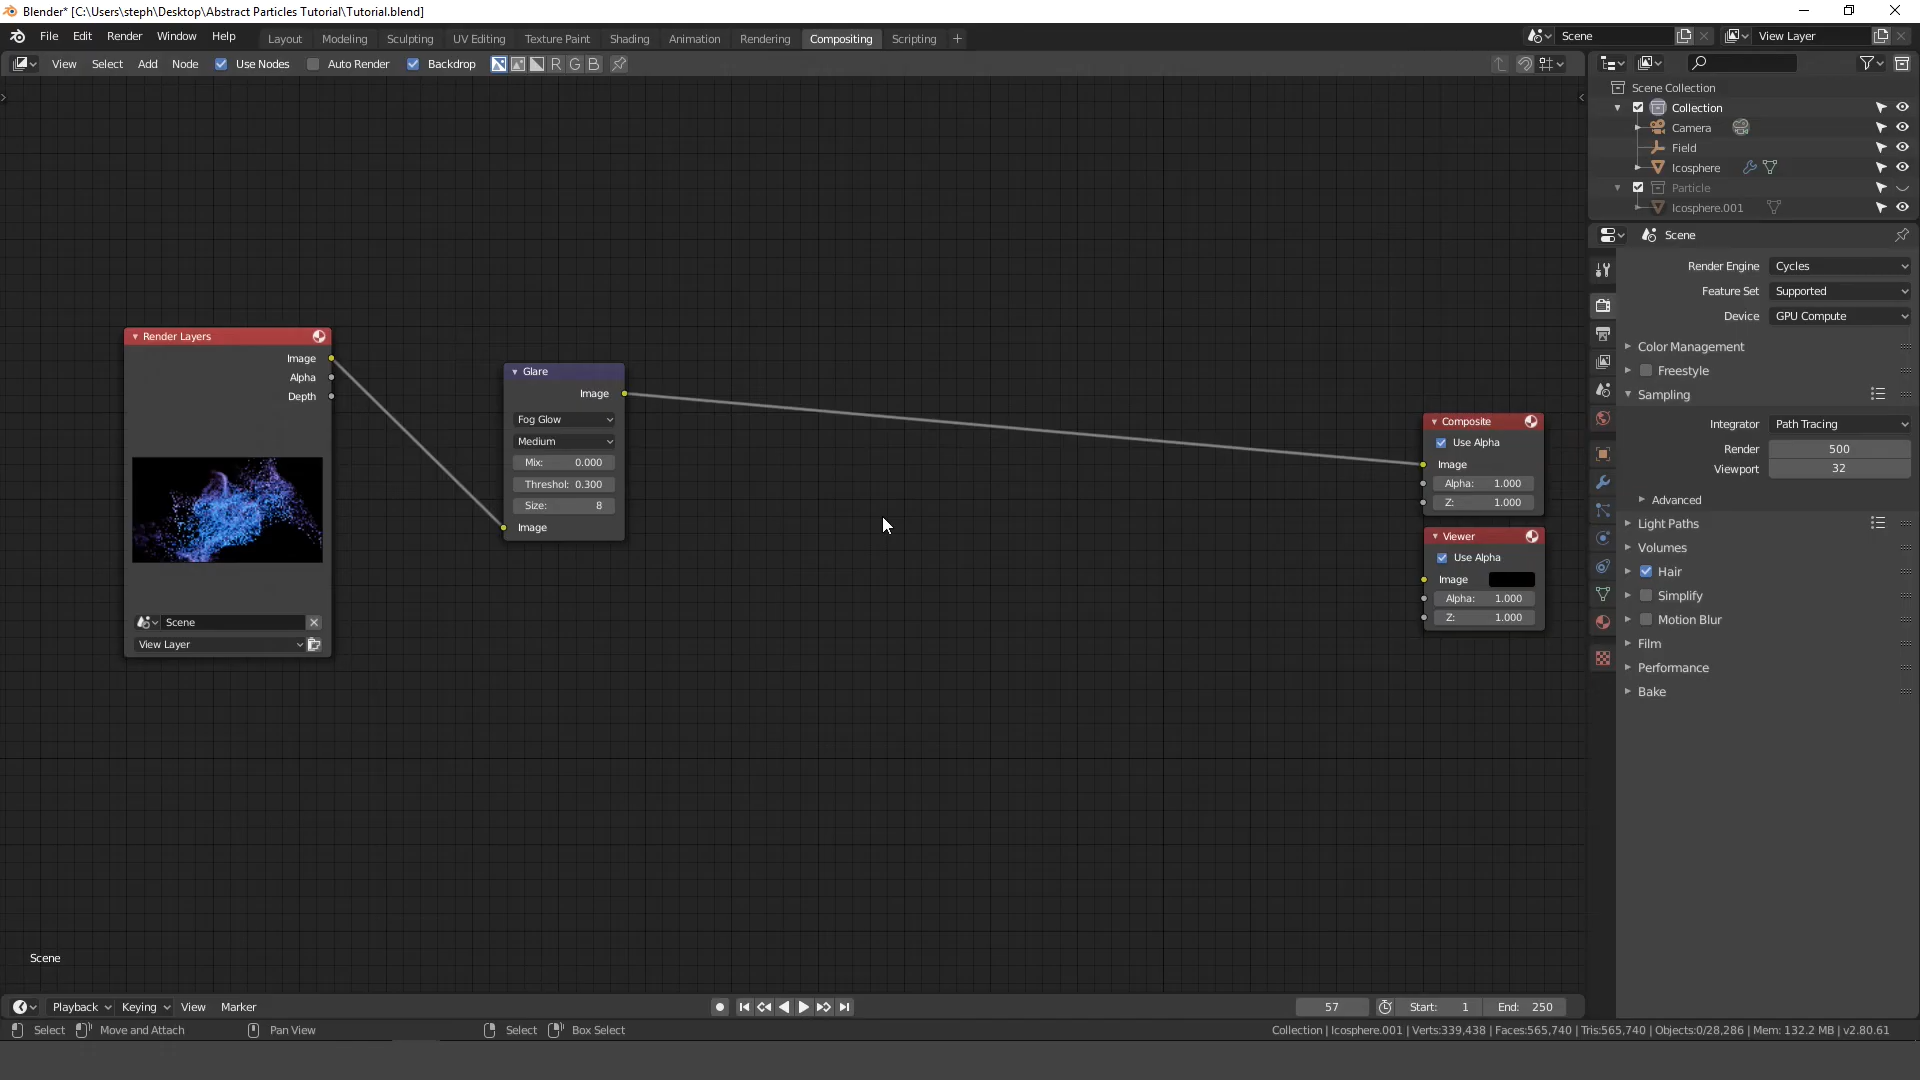 Blender* [C:\Users\steph\Desktop\Abstract Particles Tutorial\Tutorial.blend]
File Edit Render Window Help Layout Modeling Sculpting UV Editing Texture Paint Shading Animation Rendering Compositing Scripting + Scene View Layer
View Select Add Node Use Nodes Auto Render Backdrop R G B
Scene Collection
Collection
Camera
Field
Icosphere
Particle
Icosphere.001
Scene
Render Engine Cycles
Feature Set Supported
Device GPU Compute
Color Management
Freestyle
Sampling
Integrator Path Tracing
Render 500
Viewport 32
Advanced
Light Paths
Volumes
Hair
Simplify
Motion Blur
Film
Performance
Bake
Render Layers
Image
Alpha
Depth
Scene
View Layer
Glare
Image
Fog Glow
Medium
Mix: 0.000
Threshol: 0.300
Size: 8
Image
Composite
Use Alpha
Image
Alpha: 1.000
Z: 1.000
Viewer
Use Alpha
Image
Alpha: 1.000
Z: 1.000
Scene
Playback Keying View Marker 57 Start: 1 End: 250
Select Move and Attach Pan View Select Box Select Collection | Icosphere.001 | Verts:339,438 | Faces:565,740 | Tris:565,740 | Objects:0/28,286 | Mem: 132.2 MB | v2.80.61